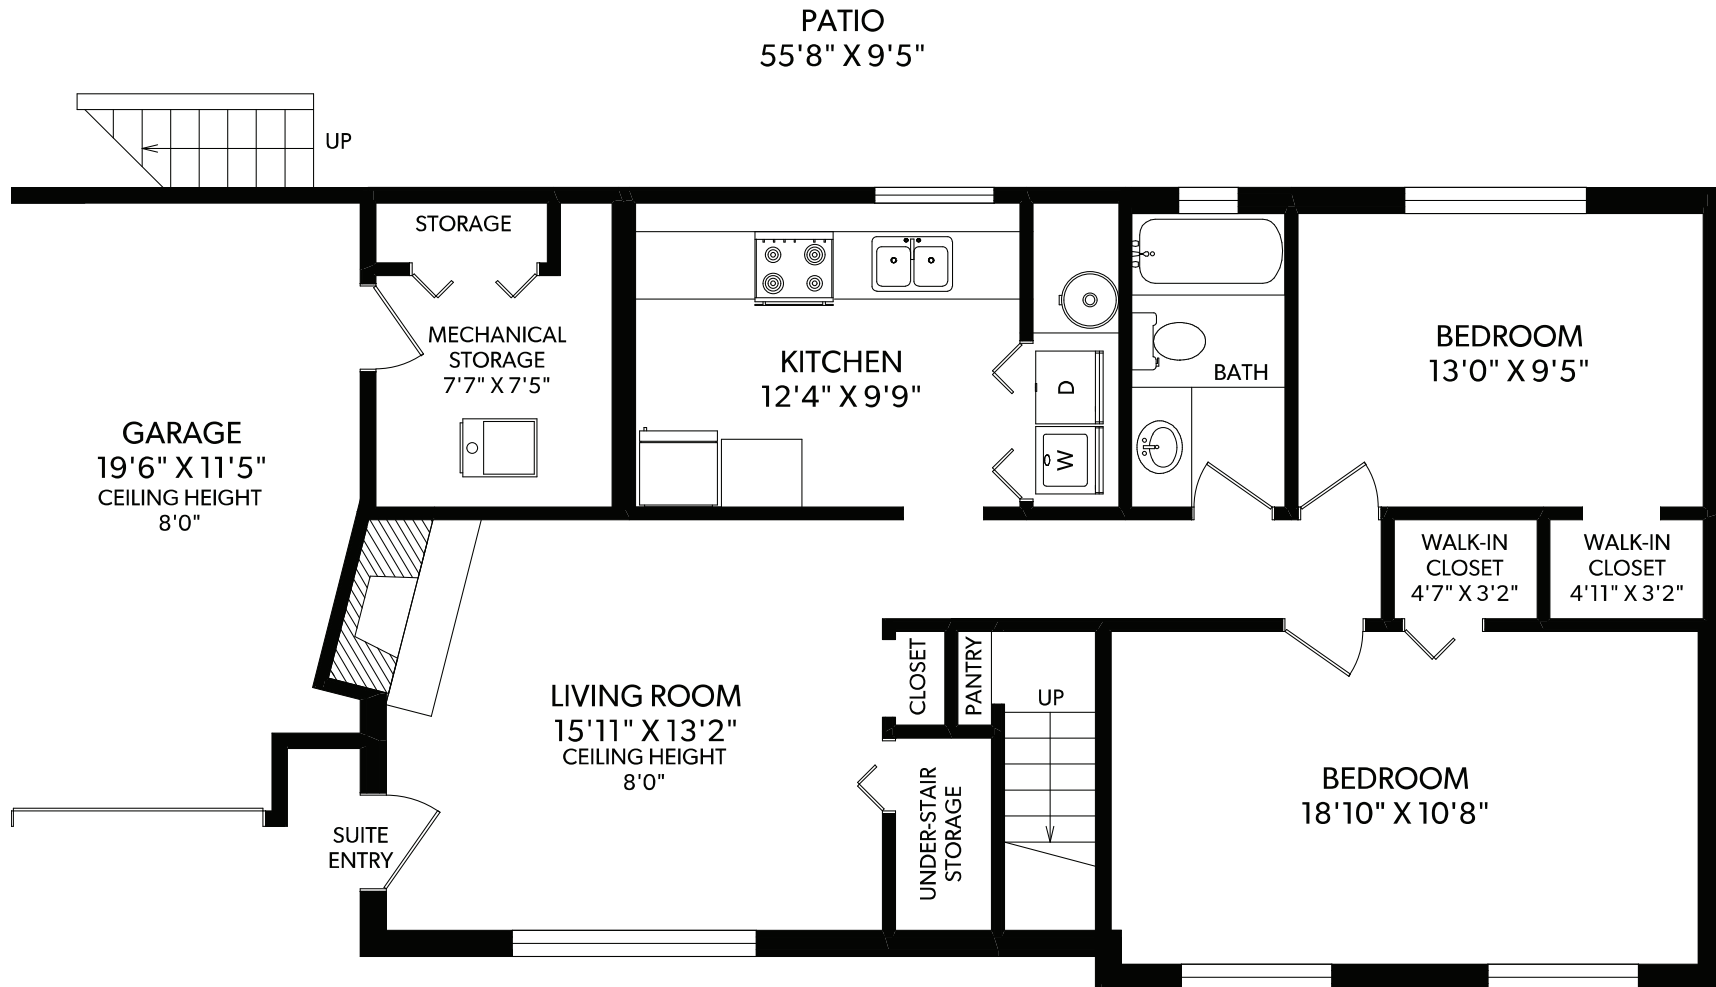 PATIO
55'8" X 9'5"
UP
STORAGE
MECHANICAL
STORAGE
7'7" X 7'5"
KITCHEN
12'4" X 9'9"
D
W
BATH
BEDROOM
13'0" X 9'5"
GARAGE
19'6" X 11'5"
CEILING HEIGHT
8'0"
WALK-IN
CLOSET
4'7" X 3'2"
WALK-IN
CLOSET
4'11" X 3'2"
LIVING ROOM
15'11" X 13'2"
CEILING HEIGHT
8'0"
CLOSET
PANTRY
UP
UNDER-STAIR
STORAGE
BEDROOM
18'10" X 10'8"
SUITE
ENTRY